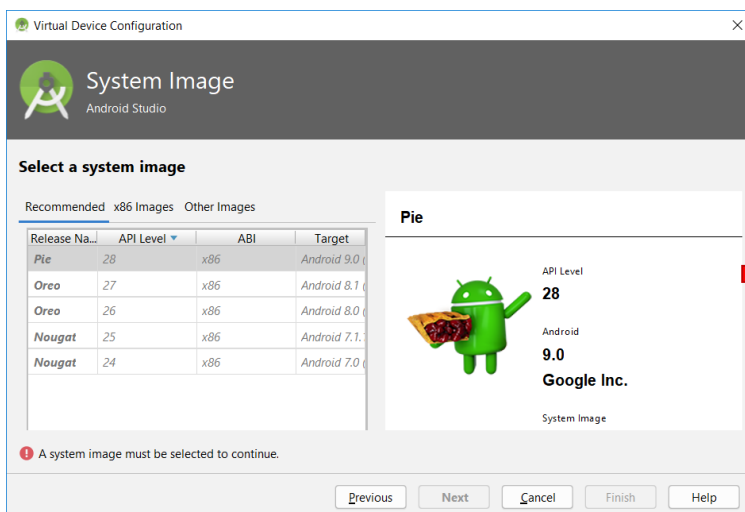 Virtual Device Configuration
System Image
Android Studio
Select a system image
Recommended x86 Images Other Images
Release Na... API Level ABI Target
Pie 28 x86 Android 9.0 (
Oreo 27 x86 Android 8.1 (
Oreo 26 x86 Android 8.0 (
Nougat 25 x86 Android 7.1.
Nougat 24 x86 Android 7.0 (
Pie
API Level
28
Android
9.0
Google Inc.
System Image
A system image must be selected to continue.
Previous Next Cancel Finish Help